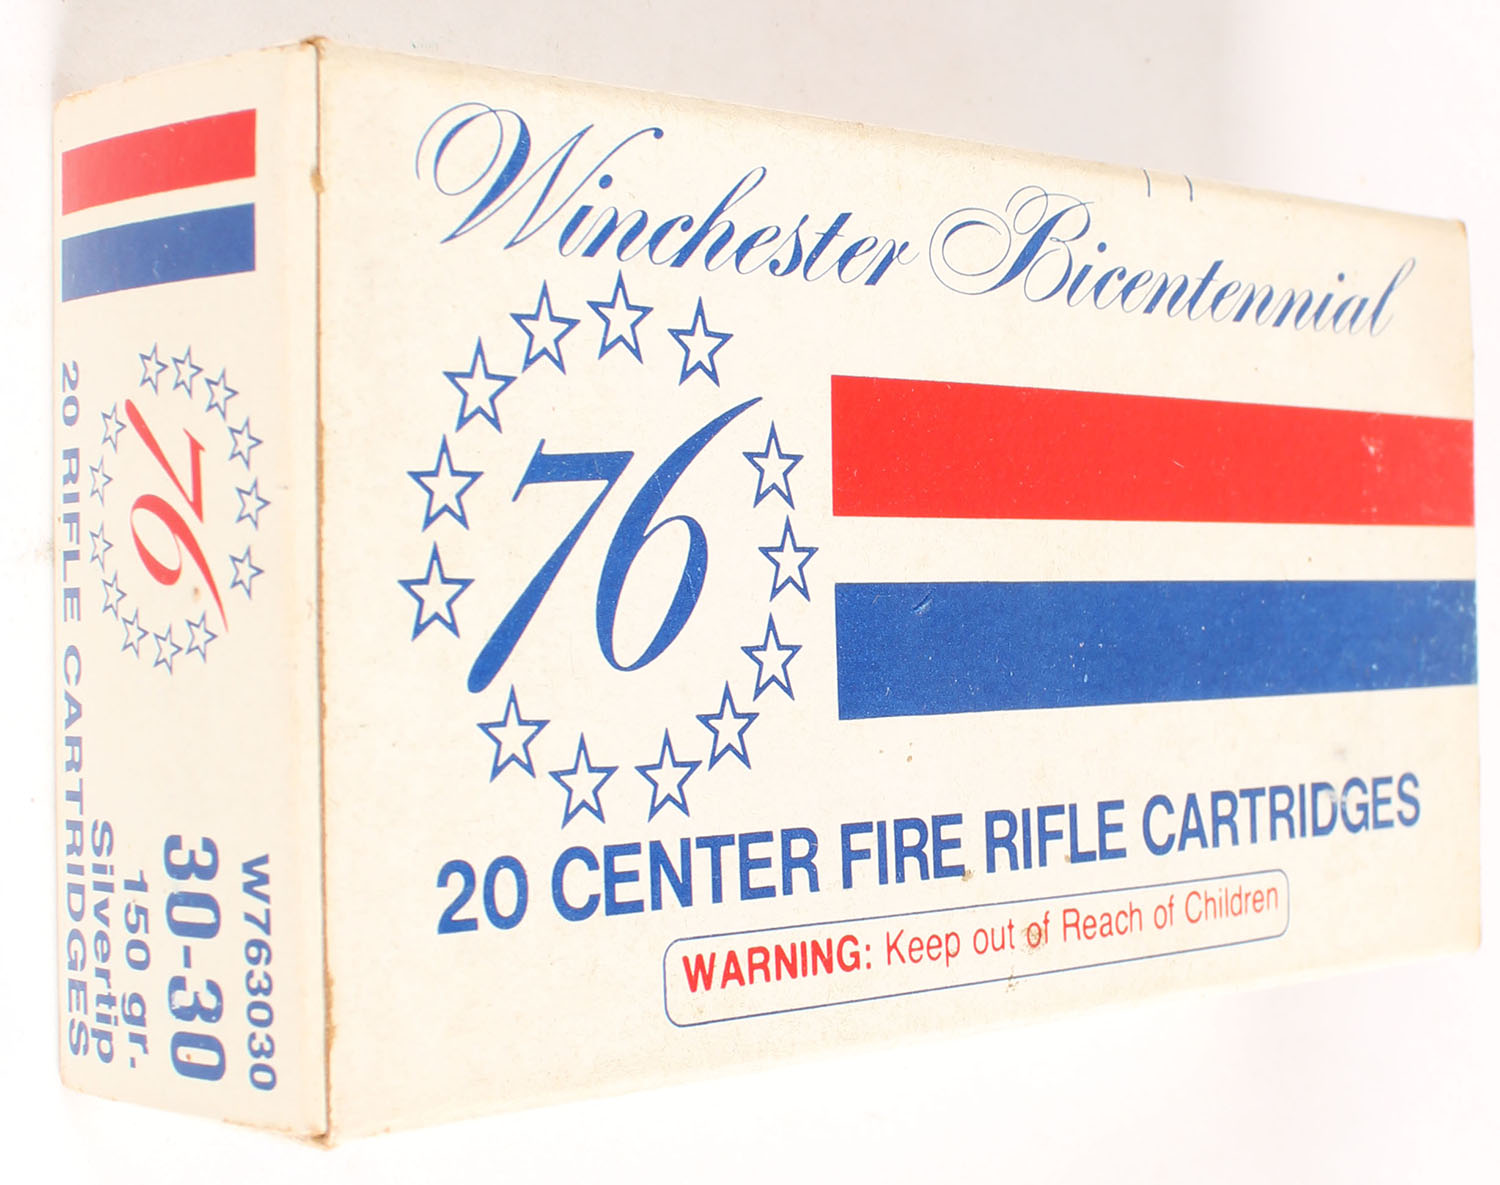 Winchester Bicentennial
76
20 CENTER FIRE RIFLE CARTRIDGES
WARNING: Keep out of Reach of Children
76
W763030
30-30
150 gr.
Silvertip
20 RIFLE CARTRIDGES